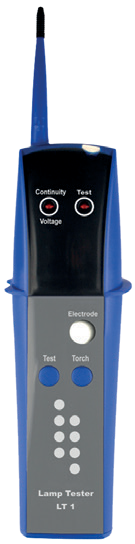 Continuity Test
Voltage
Electrode
Test Torch
Lamp Tester
LT 1